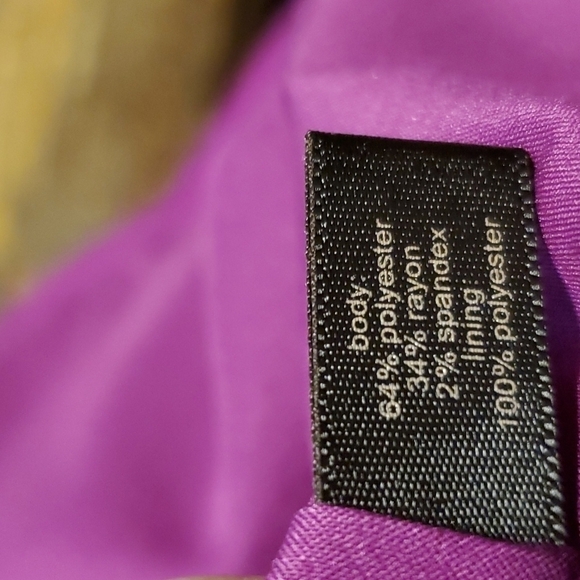 body
64% polyester
34% rayon
2% spandex
lining
100% polyester